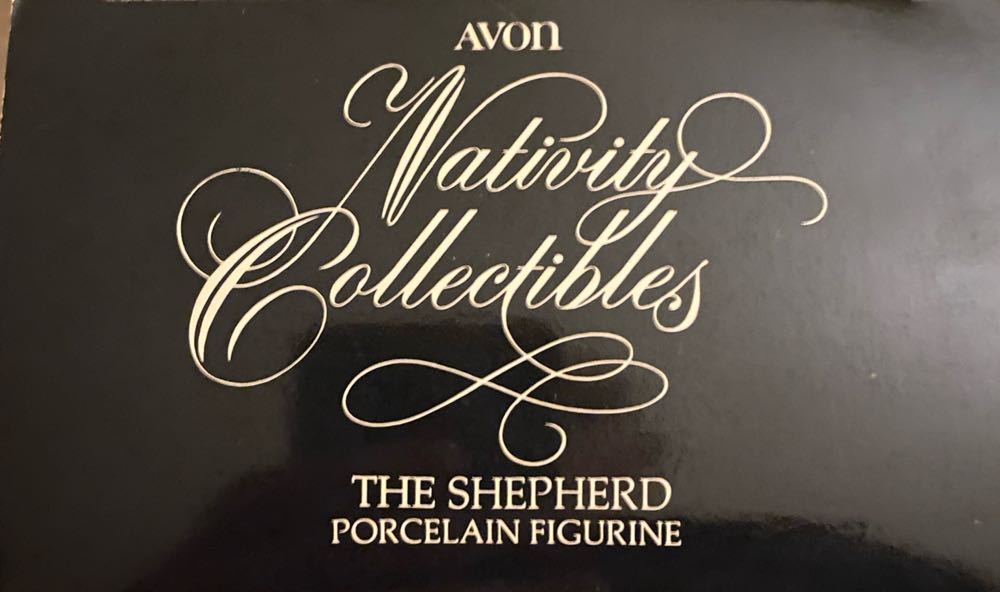 AVON
Nativity
Collectibles
THE SHEPHERD
PORCELAIN FIGURINE